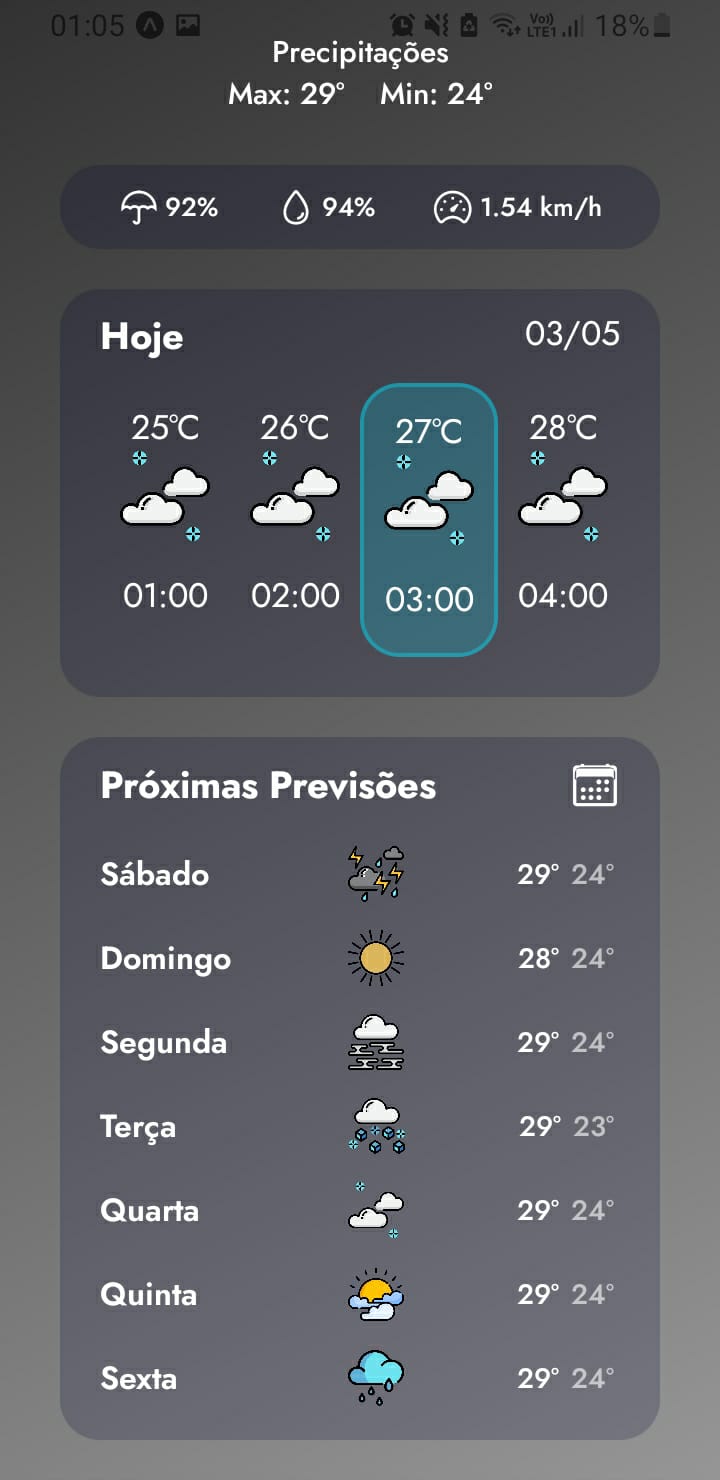 01:05 Vo)) LTE1 18%
Precipitações
Max: 29° Min: 24°
92% 94% 1.54 km/h
Hoje 03/05
25°C 26°C 27°C 28°C
01:00 02:00 03:00 04:00
Próximas Previsões
Sábado 29° 24°
Domingo 28° 24°
Segunda 29° 24°
Terça 29° 23°
Quarta 29° 24°
Quinta 29° 24°
Sexta 29° 24°